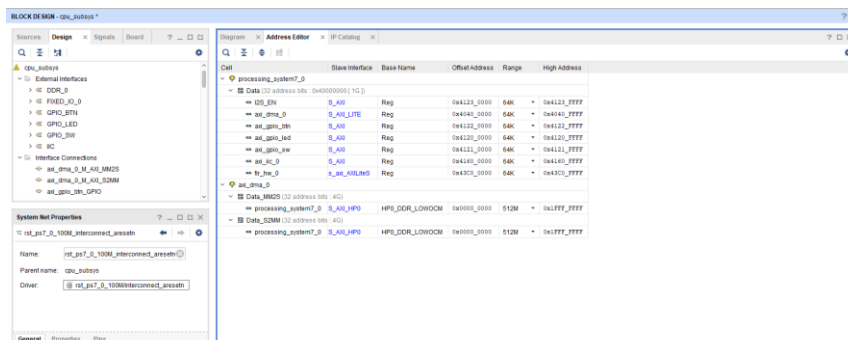 BLOCK DESIGN - cpu_subsys *
Sources Design Signals Board
cpu_subsys
External Interfaces
DDR_0
FIXED_IO_0
GPIO_BTN
GPIO_LED
GPIO_SW
IIC
Interface Connections
axi_dma_0_M_AXI_MM2S
axi_dma_0_M_AXI_S2MM
axi_gpio_btn_GPIO
System Net Properties
rst_ps7_0_100M_interconnect_aresetn
Name: rst_ps7_0_100M_interconnect_aresetn
Parent name: cpu_subsys
Driver: rst_ps7_0_100M/interconnect_aresetn
General Properties Pins
Diagram Address Editor IP Catalog
Cell Slave Interface Base Name Offset Address Range High Address
processing_system7_0
Data (32 address bits : 0x40000000 [ 1G ])
I2S_EN S_AXI Reg 0x4123_0000 64K 0x4123_FFFF
axi_dma_0 S_AXI_LITE Reg 0x4040_0000 64K 0x4040_FFFF
axi_gpio_btn S_AXI Reg 0x4122_0000 64K 0x4122_FFFF
axi_gpio_led S_AXI Reg 0x4120_0000 64K 0x4120_FFFF
axi_gpio_sw S_AXI Reg 0x4121_0000 64K 0x4121_FFFF
axi_iic_0 S_AXI Reg 0x4160_0000 64K 0x4160_FFFF
fir_hw_0 s_axi_AXILiteS Reg 0x43C0_0000 64K 0x43C0_FFFF
axi_dma_0
Data_MM2S (32 address bits : 4G)
processing_system7_0 S_AXI_HP0 HP0_DDR_LOWOCM 0x0000_0000 512M 0x1FFF_FFFF
Data_S2MM (32 address bits : 4G)
processing_system7_0 S_AXI_HP0 HP0_DDR_LOWOCM 0x0000_0000 512M 0x1FFF_FFFF